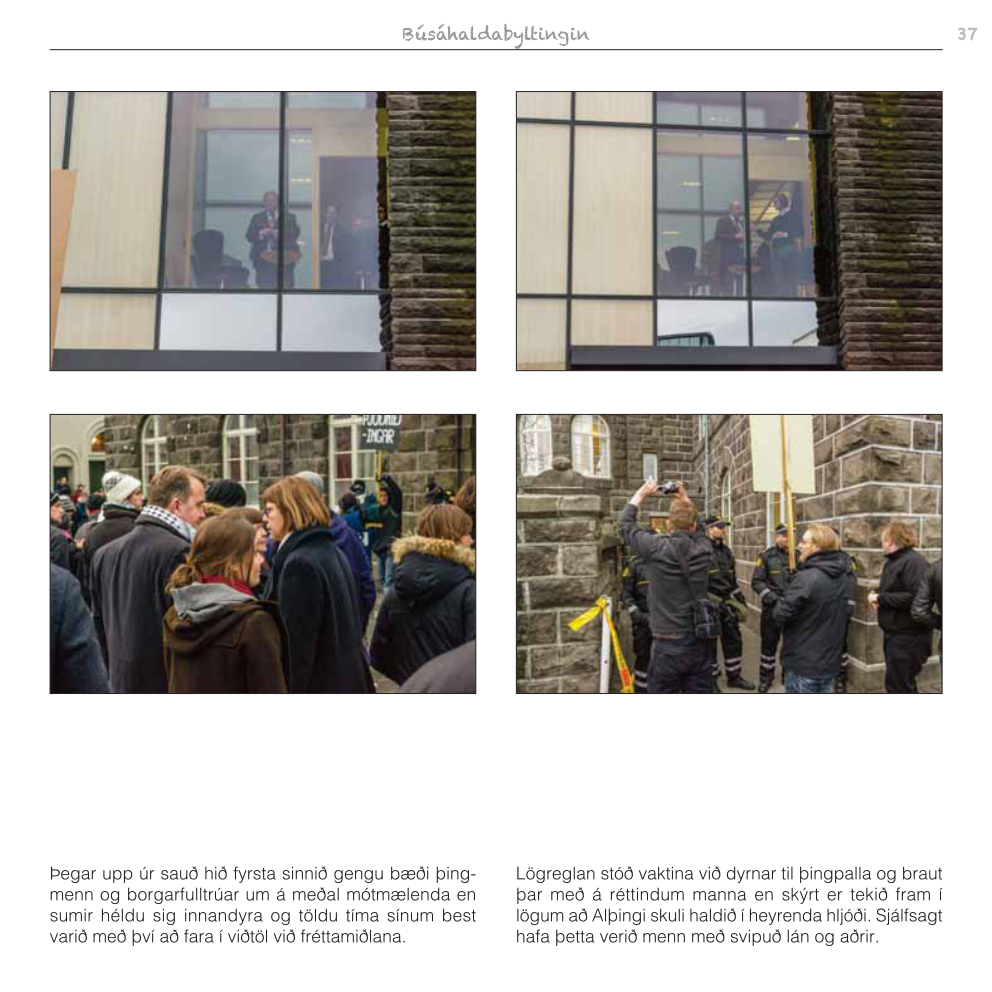 Búsáhaldabyltingin
37
-INGAR
Þegar upp úr sauð hið fyrsta sinnið gengu bæði þing-
menn og borgarfulltrúar um á meðal mótmælenda en
sumir héldu sig innandyra og töldu tíma sínum best
varið með því að fara í viðtöl við fréttamiðlana.
Lögreglan stóð vaktina við dyrnar til þingpalla og braut
þar með á réttindum manna en skýrt er tekið fram í
lögum að Alþingi skuli haldið í heyrenda hljóði. Sjálfsagt
hafa þetta verið menn með svipuð lán og aðrir.